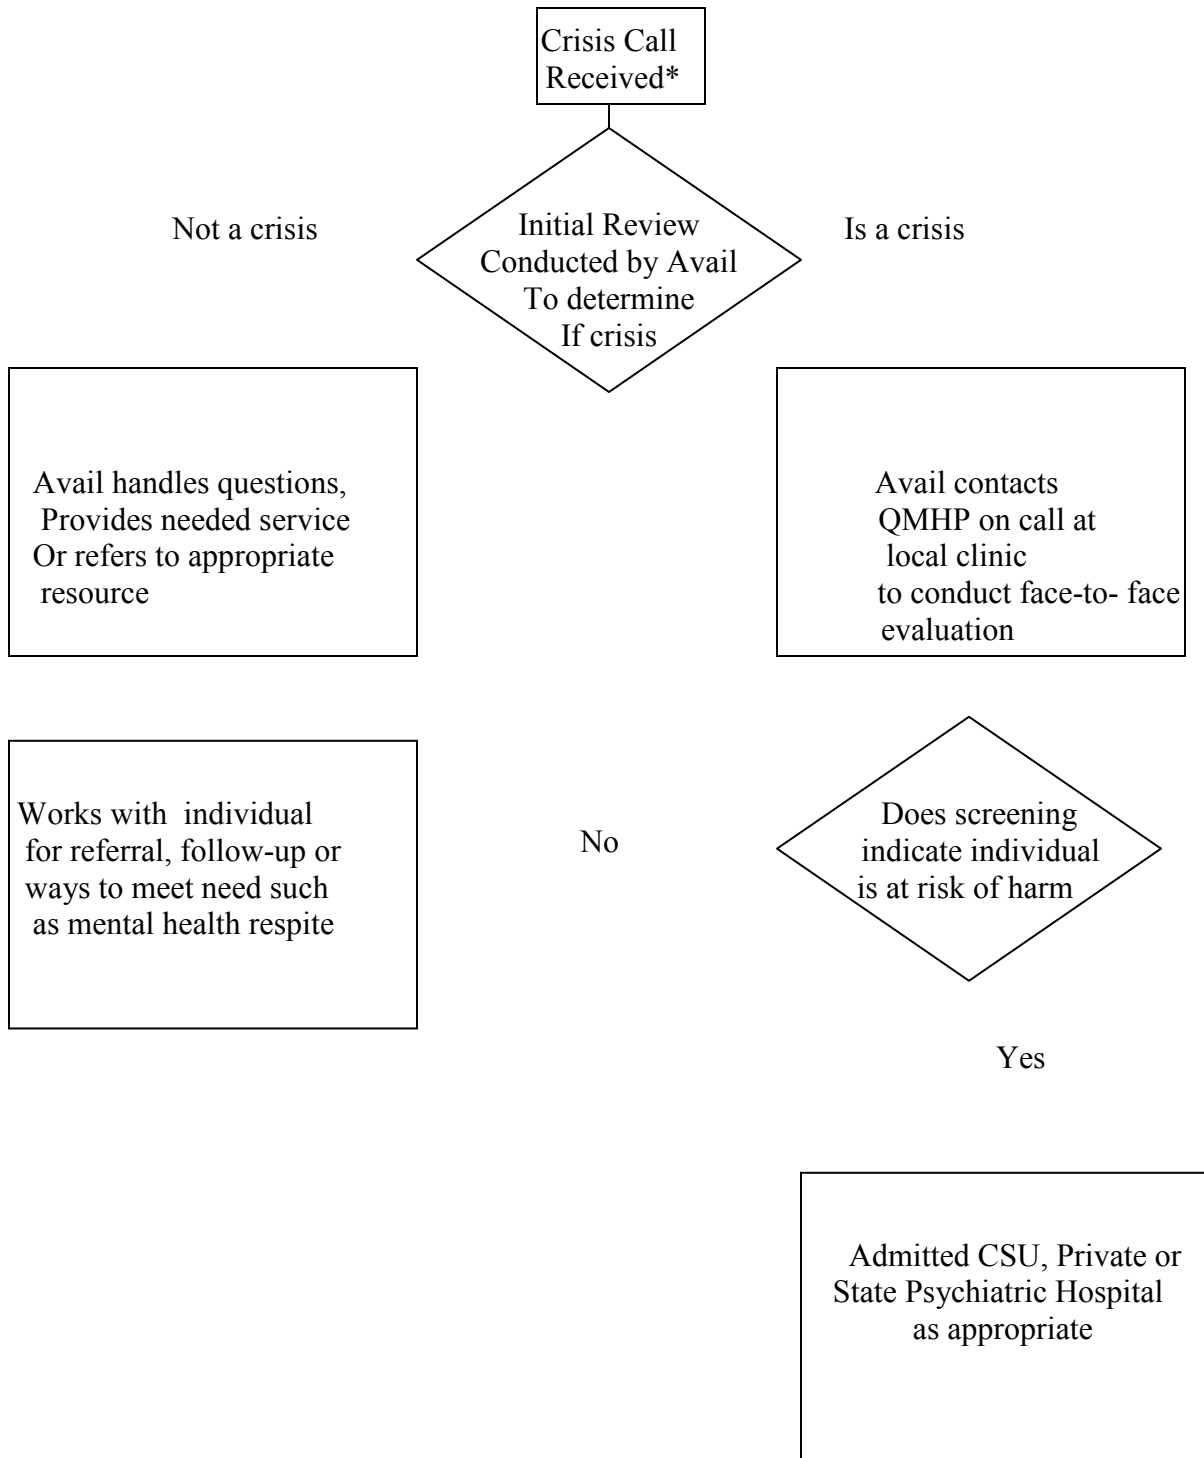 Crisis Call
Received*
Not a crisis
Initial Review
Conducted by Avail
To determine
If crisis
Is a crisis
Avail handles questions,
Provides needed service
Or refers to appropriate
resource
Avail contacts
QMHP on call at
local clinic
to conduct face-to- face
evaluation
Works with individual
for referral, follow-up or
ways to meet need such
as mental health respite
No
Does screening
indicate individual
is at risk of harm
Yes
Admitted CSU, Private or
State Psychiatric Hospital
as appropriate